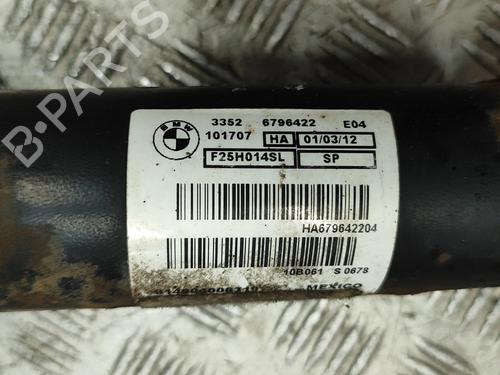 BMW
3352 6796422 E04
101707 HA 01/03/12
F25H014SL SP
HA679642204
10B061 S 0678
MEXICO
B-PARTS